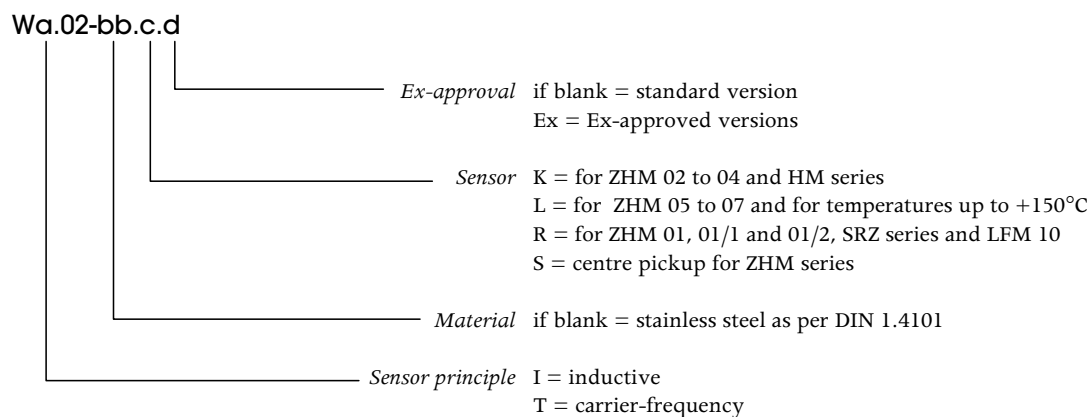 Wa.02-bb.c.d
Ex-approval if blank = standard version
Ex = Ex-approved versions
Sensor K = for ZHM 02 to 04 and HM series
L = for ZHM 05 to 07 and for temperatures up to +150°C
R = for ZHM 01, 01/1 and 01/2, SRZ series and LFM 10
S = centre pickup for ZHM series
Material if blank = stainless steel as per DIN 1.4101
Sensor principle I = inductive
T = carrier-frequency